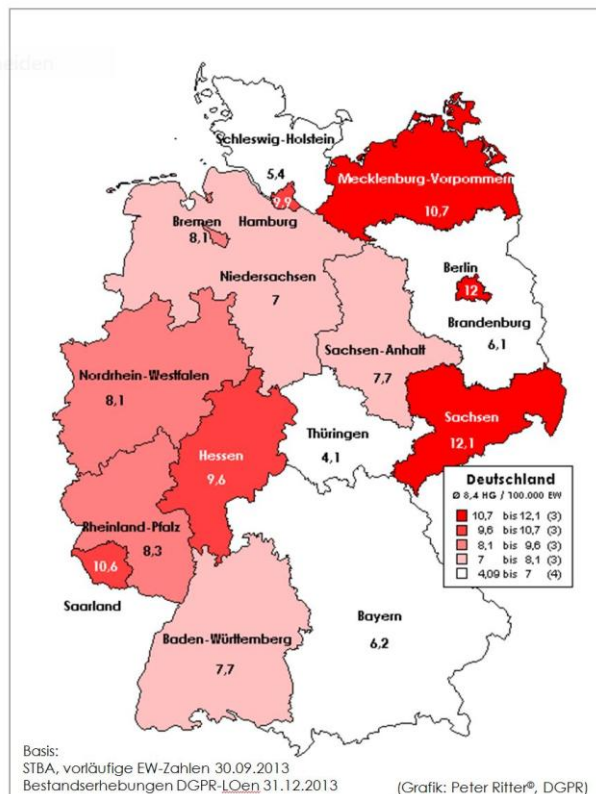 eiden
Schleswig-Holstein
5,4
Mecklenburg-Vorpommern
10,7
9,9
Bremen
8,1
Hamburg
Niedersachsen
7
Berlin
12
Brandenburg
6,1
Sachsen-Anhalt
7,7
Nordrhein-Westfalen
8,1
Sachsen
12,1
Thüringen
4,1
Hessen
9,6
Rheinland-Pfalz
8,3
10,6
Saarland
Deutschland
Ø 8,4 HG / 100.000 EW
10,7 bis 12,1 (3)
9,6 bis 10,7 (3)
8,1 bis 9,6 (3)
7 bis 8,1 (3)
4,09 bis 7 (4)
Bayern
6,2
Baden-Württemberg
7,7
Basis:
STBA, vorläufige EW-Zahlen 30.09.2013
Bestandserhebungen DGPR-LOen 31.12.2013
(Grafik: Peter Ritter®, DGPR)